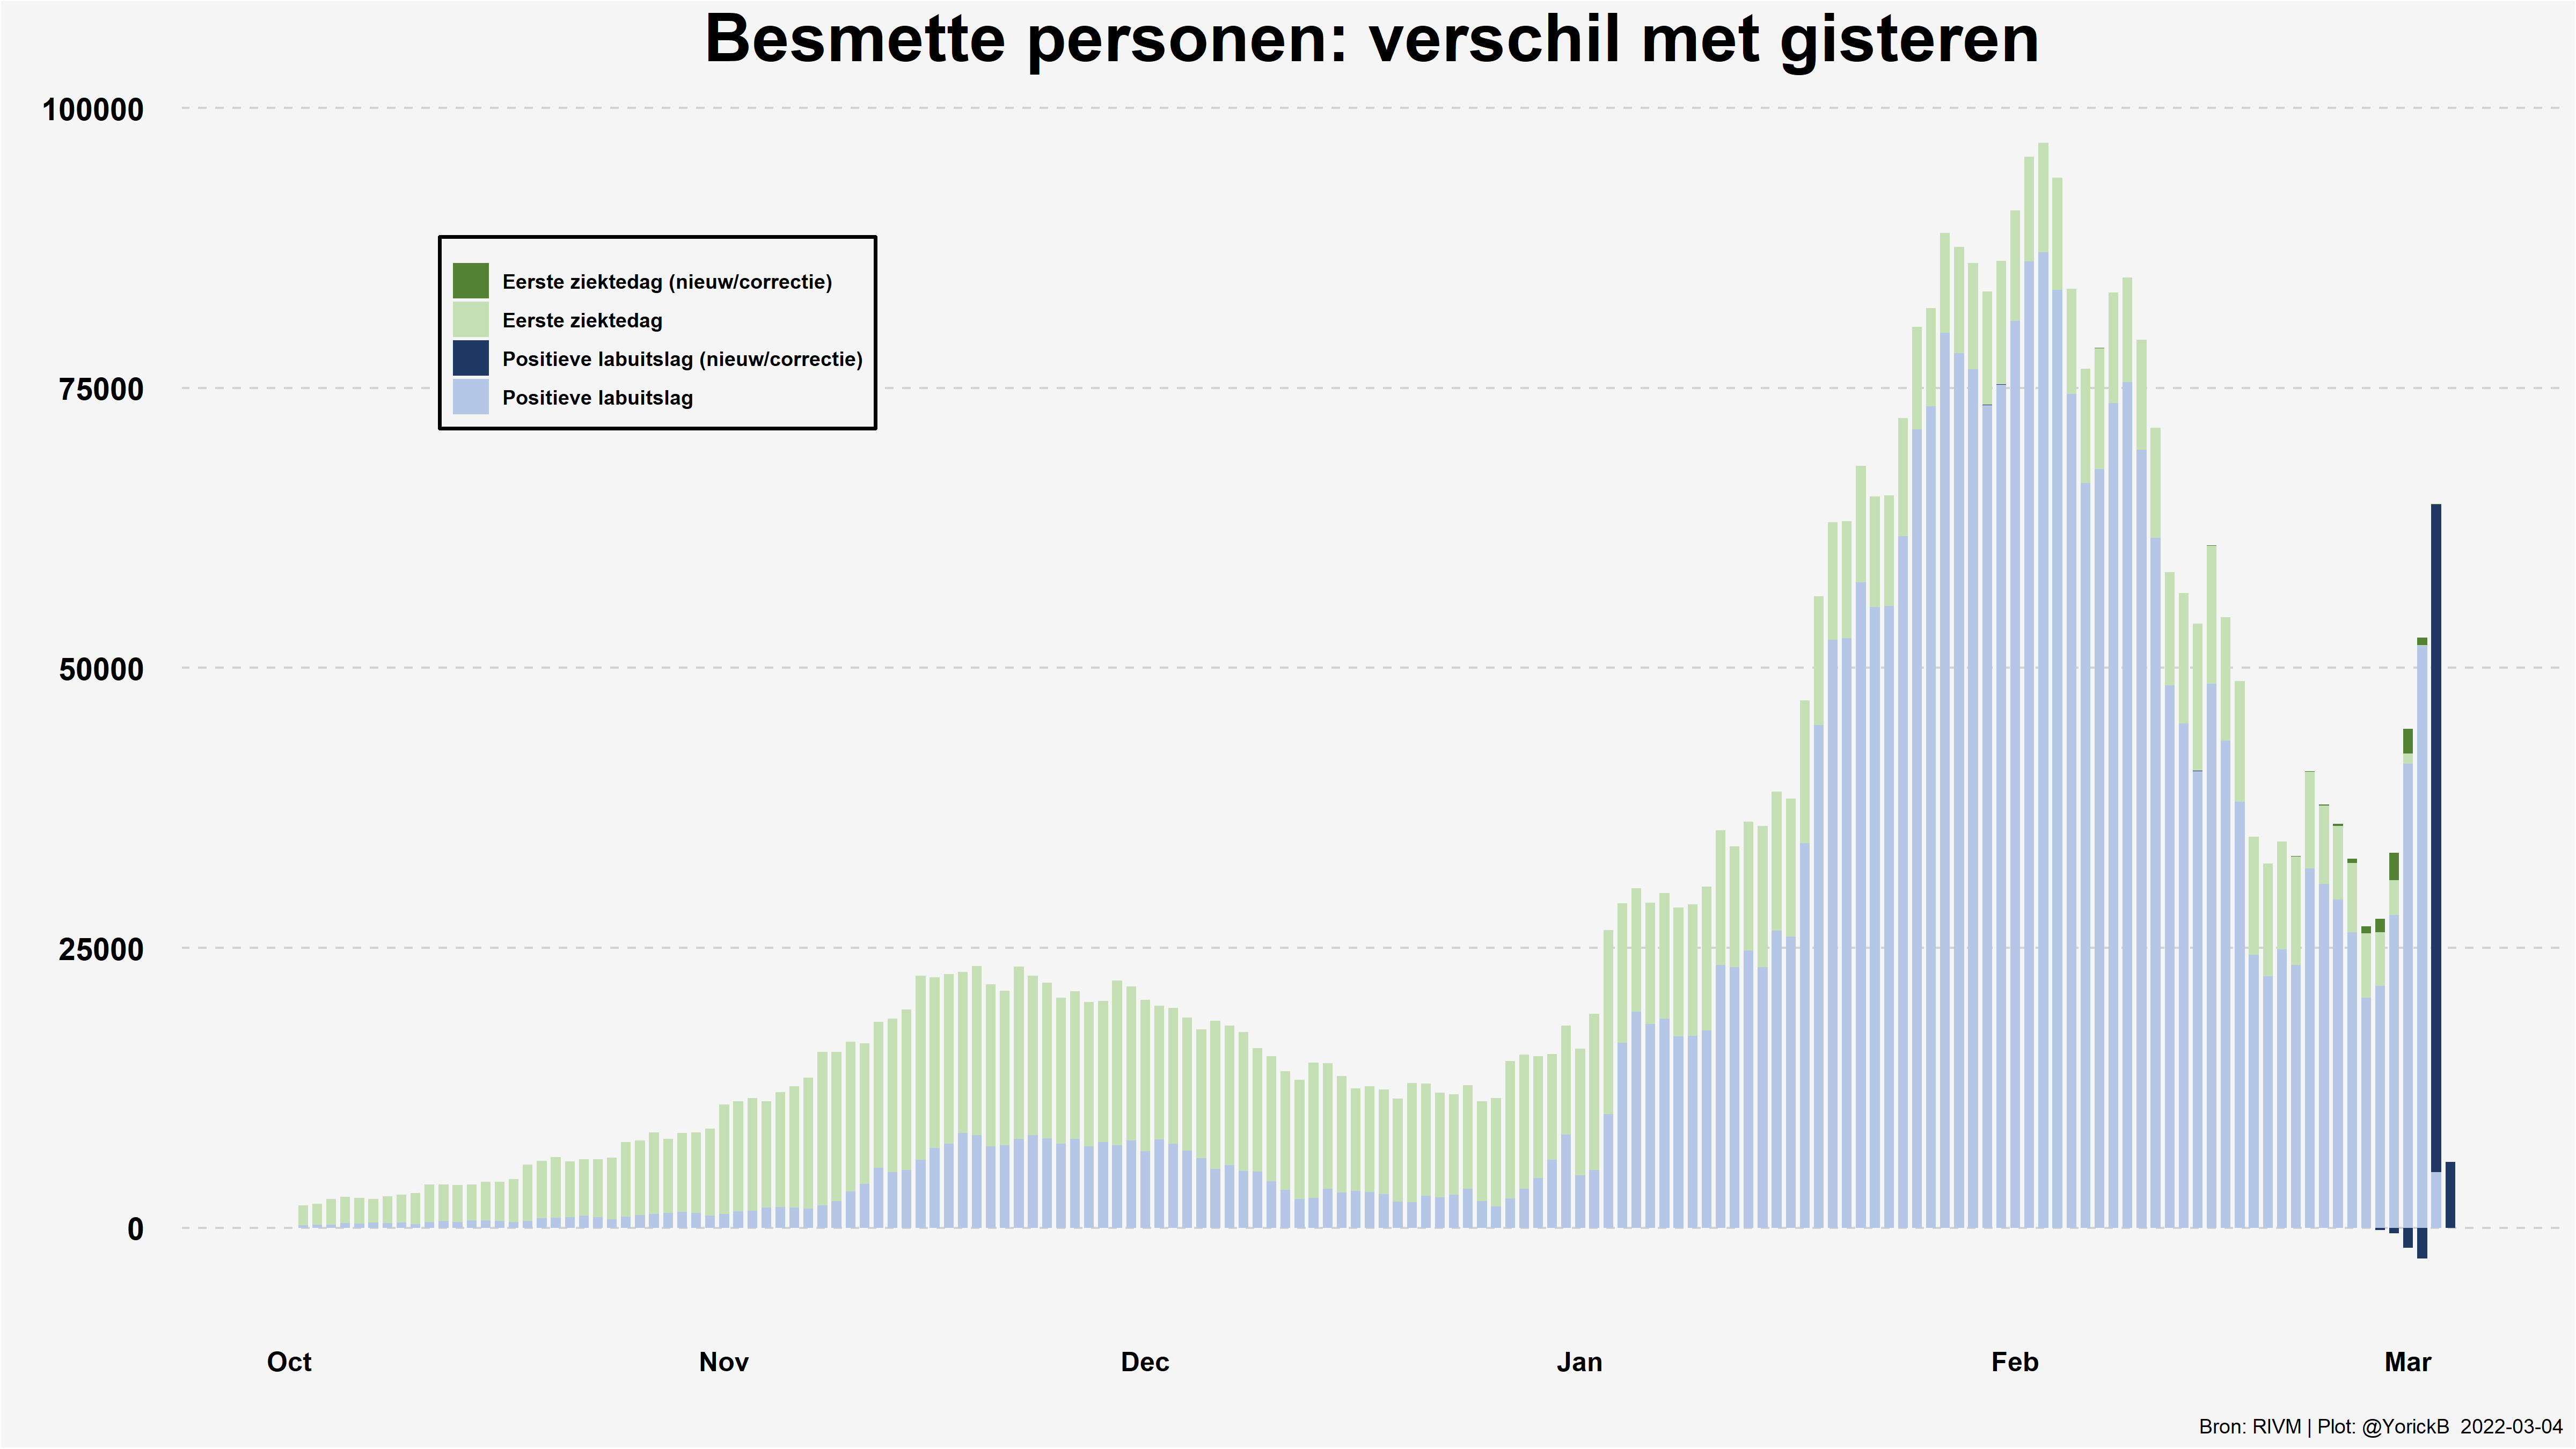 Besmette personen: verschil met gisteren
100000
75000
50000
25000
0
Eerste ziektedag (nieuw/correctie)
Eerste ziektedag
Positieve labuitslag (nieuw/correctie)
Positieve labuitslag
Oct Nov Dec Jan Feb Mar
Bron: RIVM | Plot: @YorickB 2022-03-04